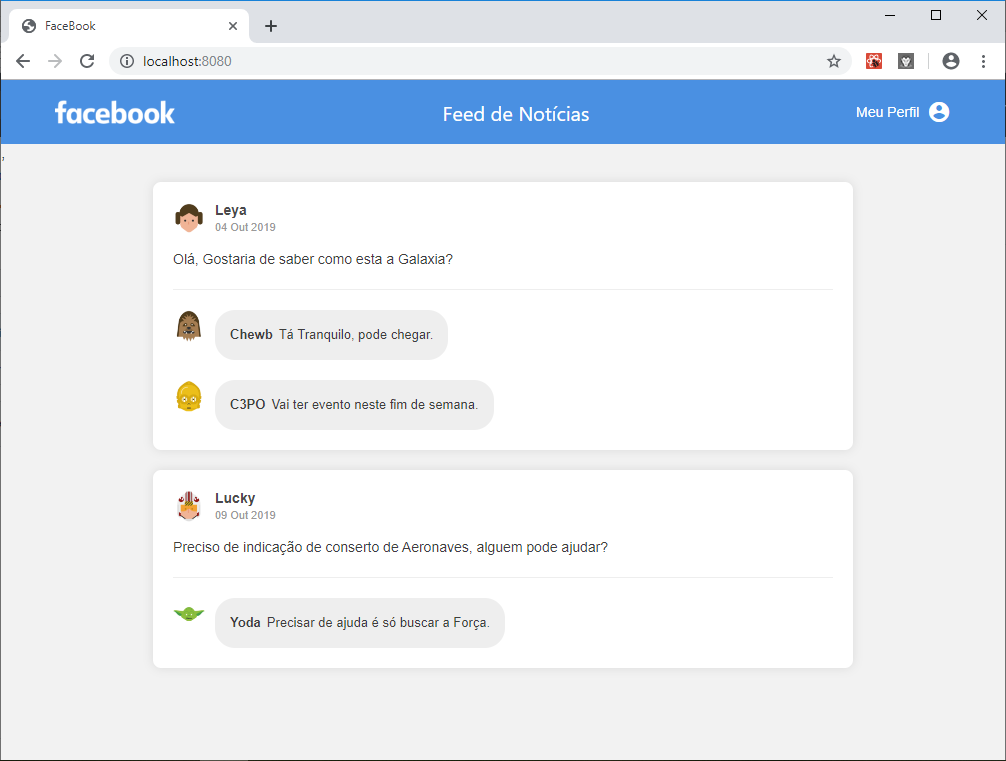 FaceBook
localhost:8080
facebook
Feed de Notícias
Meu Perfil
,
Leya
04 Out 2019
Olá, Gostaria de saber como esta a Galaxia?
Chewb Tá Tranquilo, pode chegar.
C3PO Vai ter evento neste fim de semana.
Lucky
09 Out 2019
Preciso de indicação de conserto de Aeronaves, alguem pode ajudar?
Yoda Precisar de ajuda é só buscar a Força.